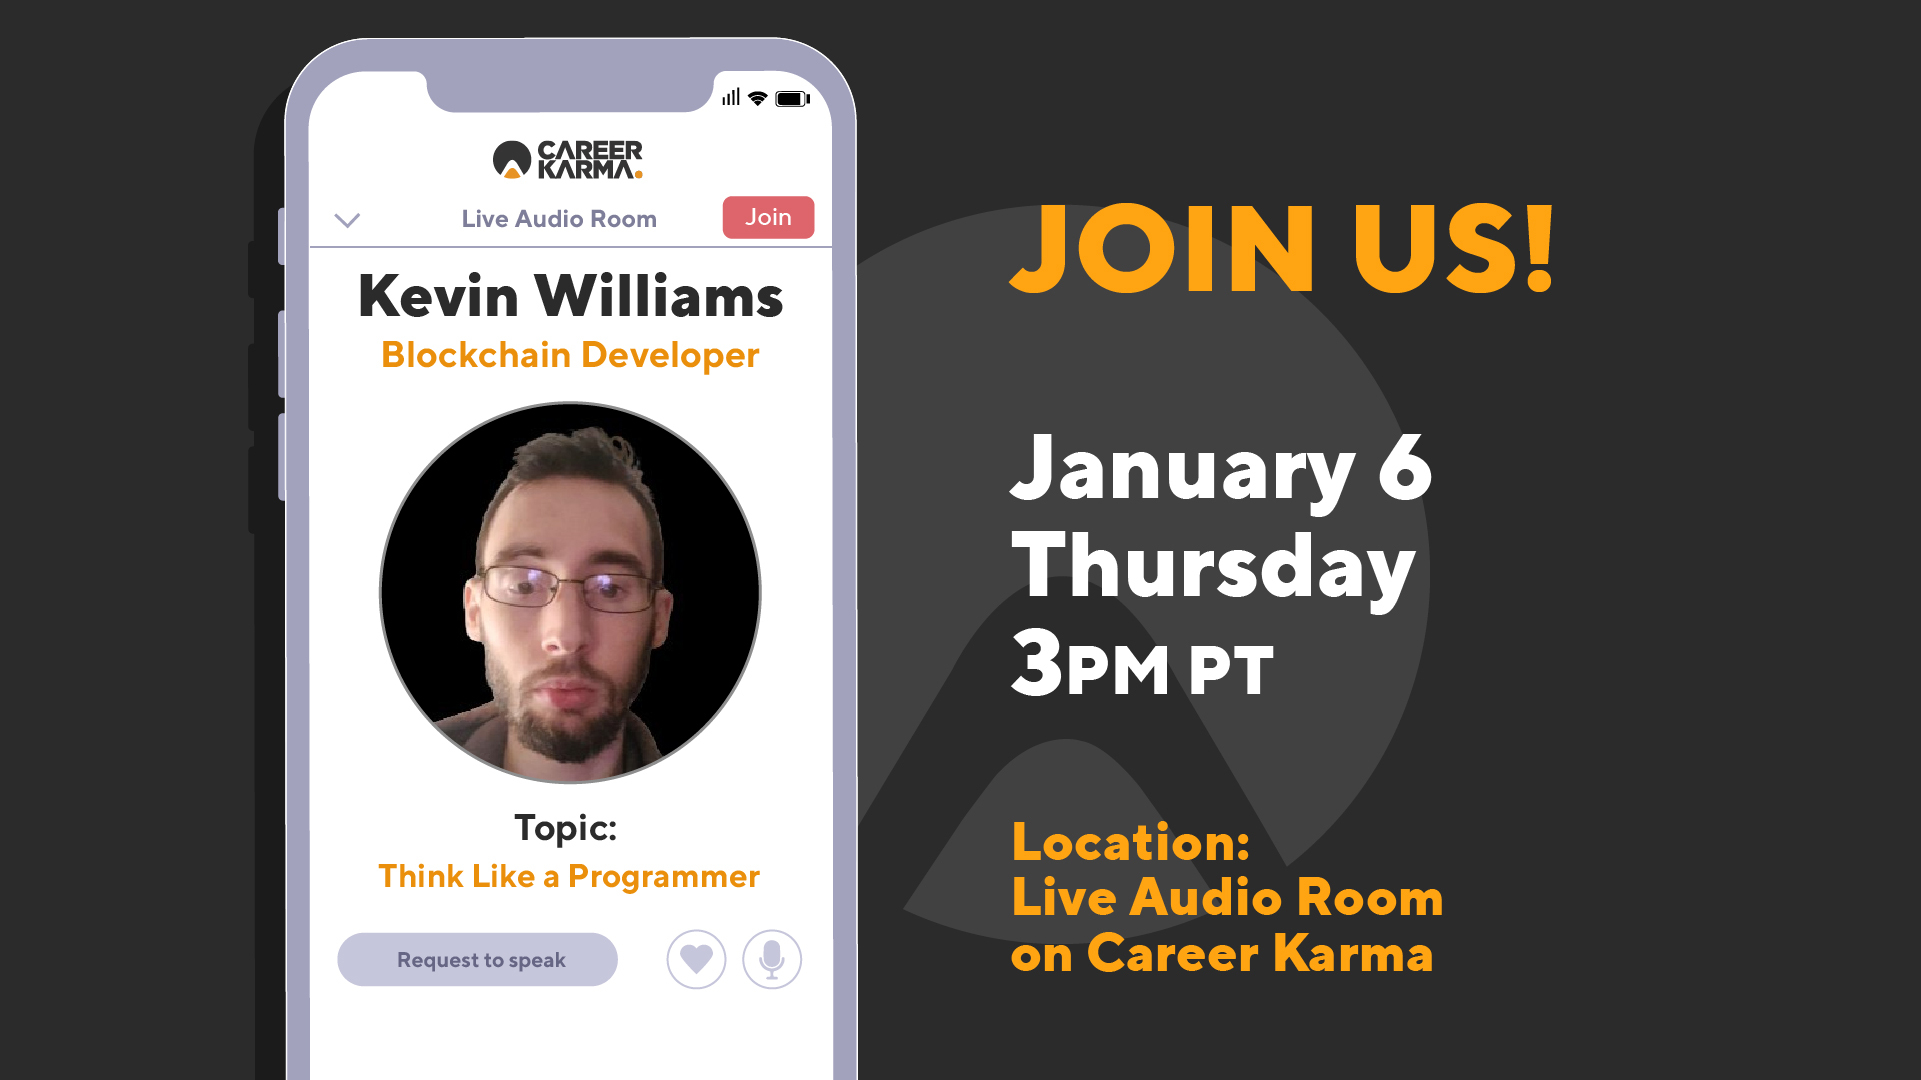 CAREER
KARMA.
Live Audio Room
Join
Kevin Williams
Blockchain Developer
Topic:
Think Like a Programmer
Request to speak
JOIN US!
January 6
Thursday
3PM PT
Location:
Live Audio Room
on Career Karma